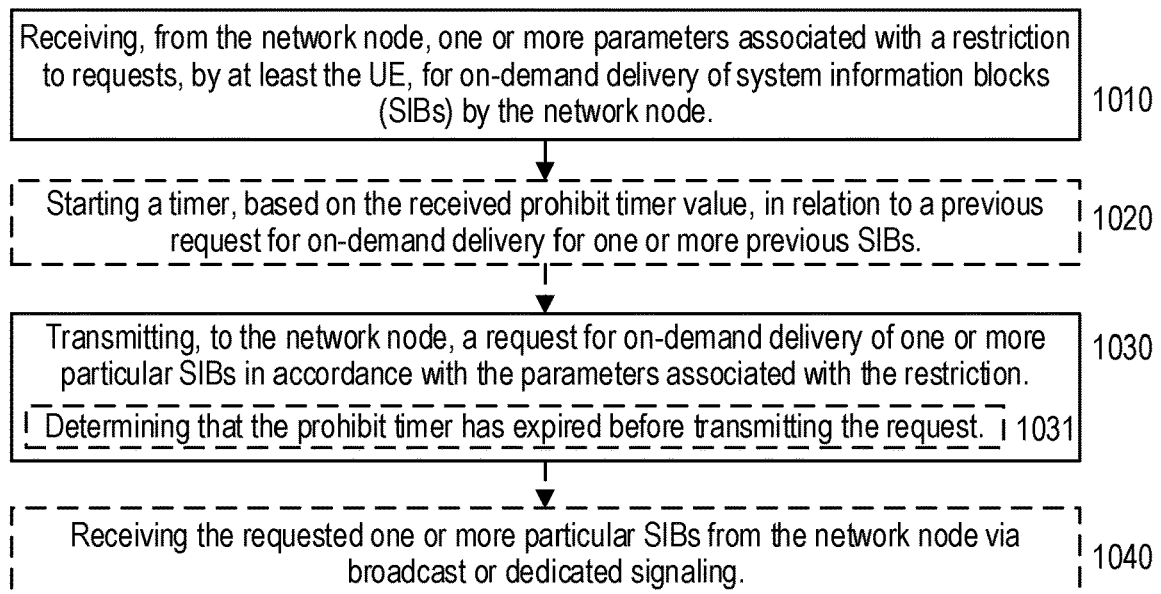 Receiving, from the network node, one or more parameters associated with a restriction
to requests, by at least the UE, for on-demand delivery of system information blocks
(SIBs) by the network node.
1010
Starting a timer, based on the received prohibit timer value, in relation to a previous
request for on-demand delivery for one or more previous SIBs.
1020
Transmitting, to the network node, a request for on-demand delivery of one or more
particular SIBs in accordance with the parameters associated with the restriction.
1030
Determining that the prohibit timer has expired before transmitting the request.
1031
Receiving the requested one or more particular SIBs from the network node via
broadcast or dedicated signaling.
1040